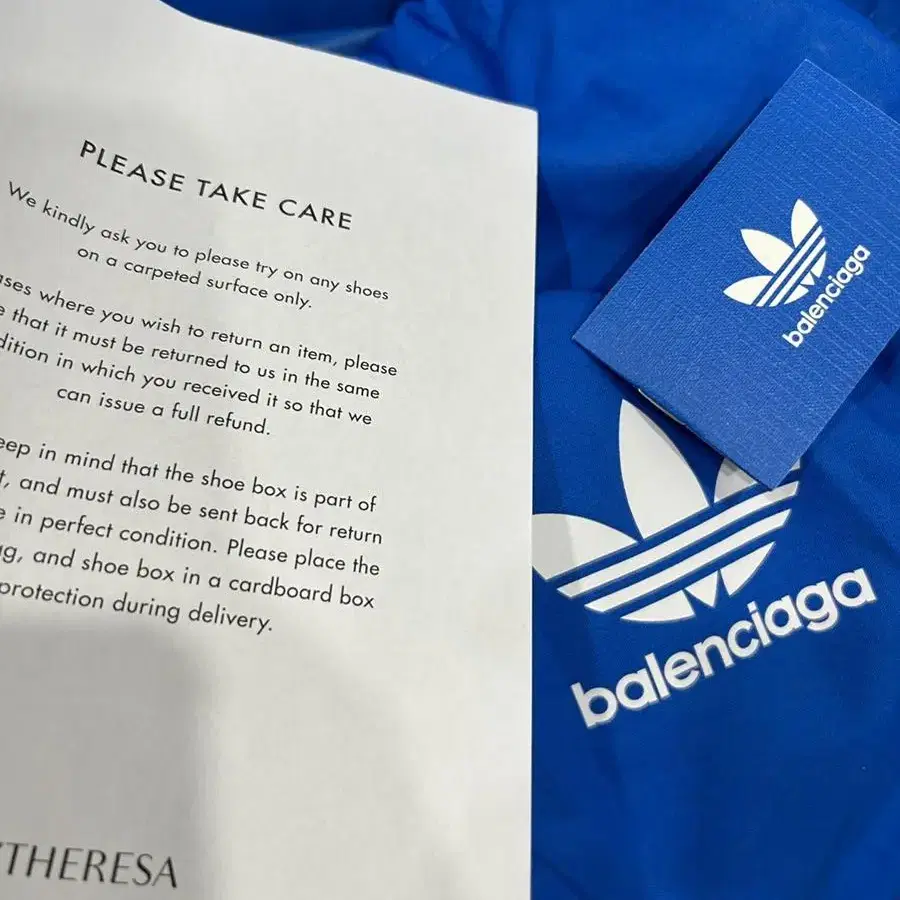 PLEASE TAKE CARE
We kindly ask you to please try on any shoes
on a carpeted surface only.
where you wish to return an item, please
that it must be returned to us in the same
in which you received it so that we
can issue a full refund.
in mind that the shoe box is part of
and must also be sent back for return
in perfect condition. Please place the
and shoe box in a cardboard box
protection during delivery.
THERESA
balenciaga
balenciaga